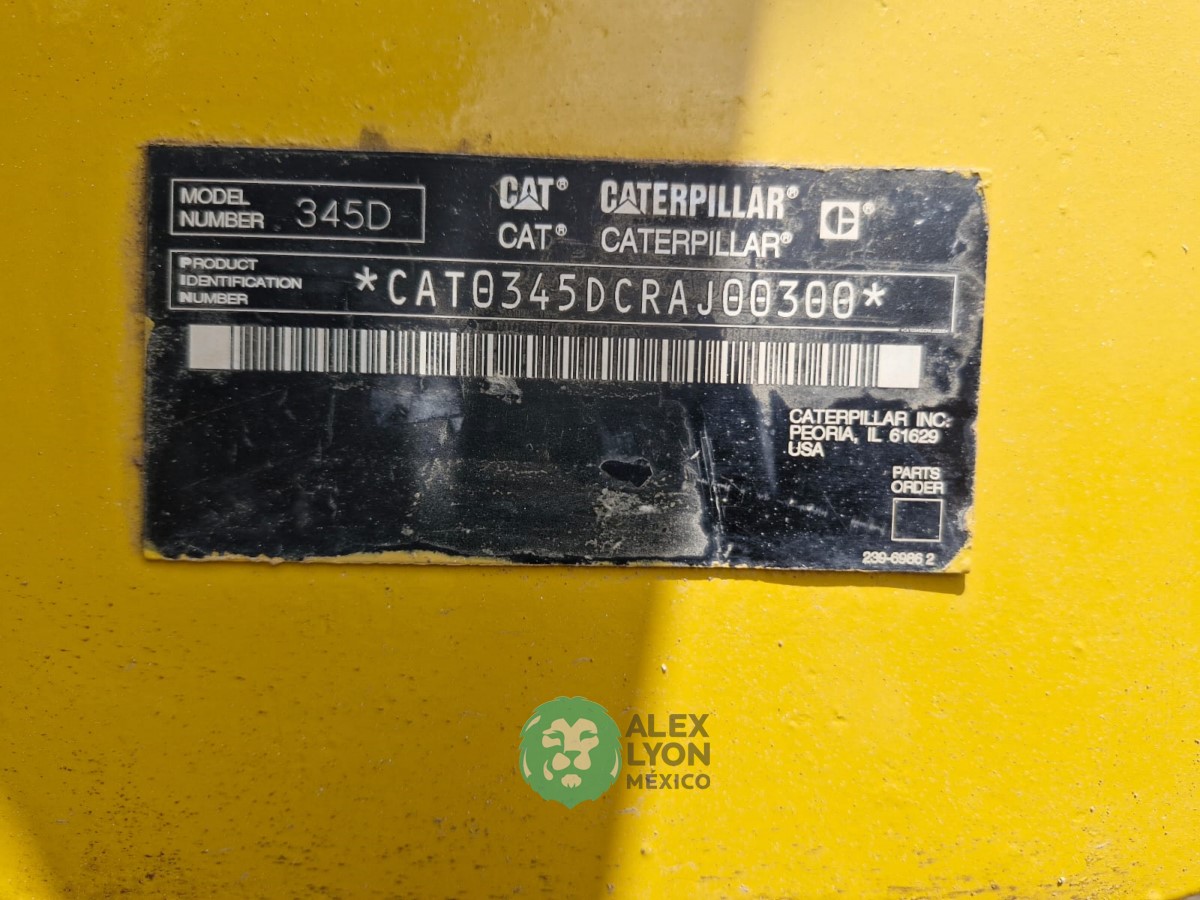 MODEL
NUMBER 345D
CAT® CATERPILLAR® ®
CAT® CATERPILLAR®
PRODUCT
IDENTIFICATION
NUMBER
*CAT0345DCRAJ00300*
CATERPILLAR INC.
PEORIA, IL 61629
USA
PARTS
ORDER
239-6986 2
ALEX
LYON
MÉXICO